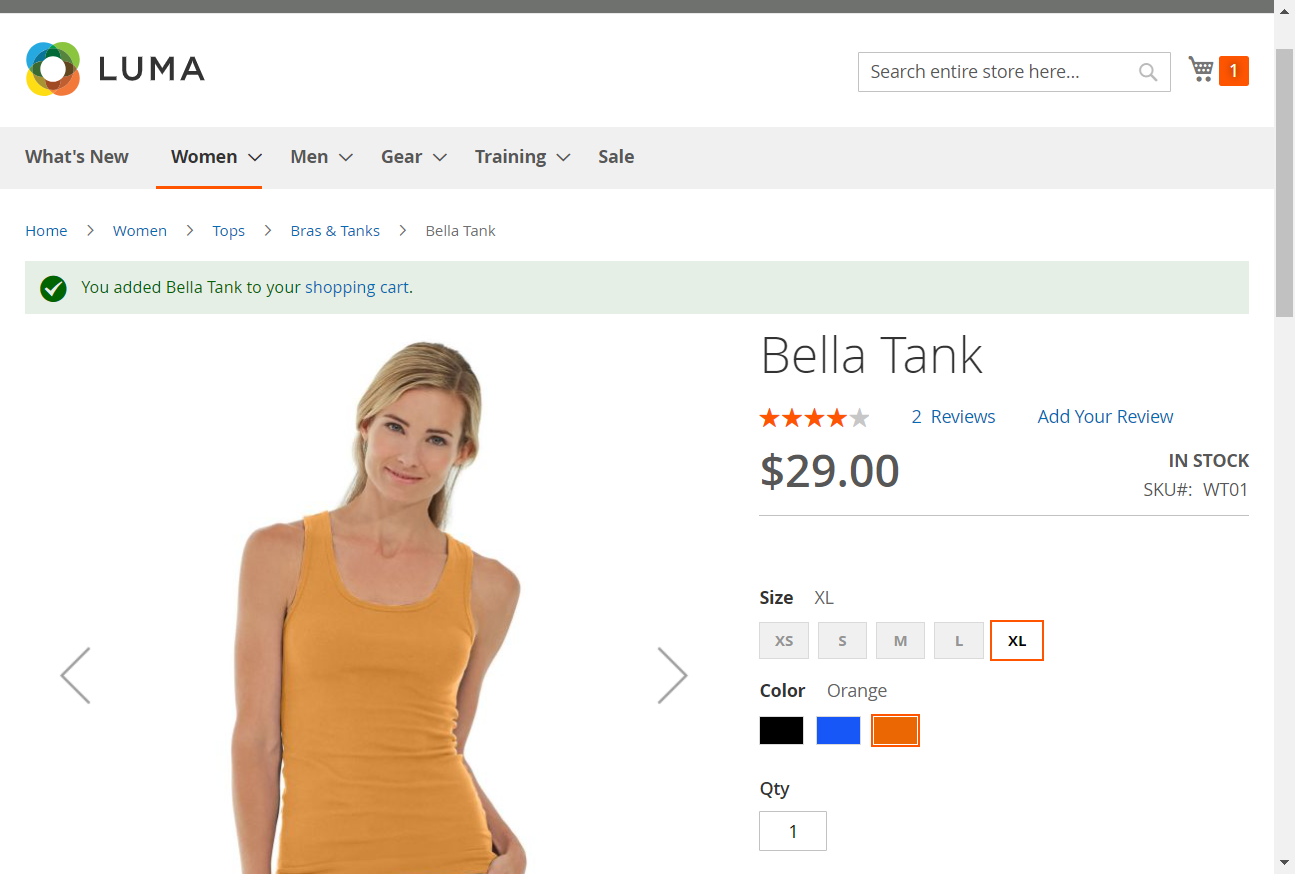 LUMA
Search entire store here...
1
What's New Women Men Gear Training Sale
Home Women Tops Bras & Tanks Bella Tank
You added Bella Tank to your shopping cart.
Bella Tank
2 Reviews Add Your Review
$29.00
IN STOCK
SKU#: WT01
Size XL
XS S M L XL
Color Orange
Qty
1